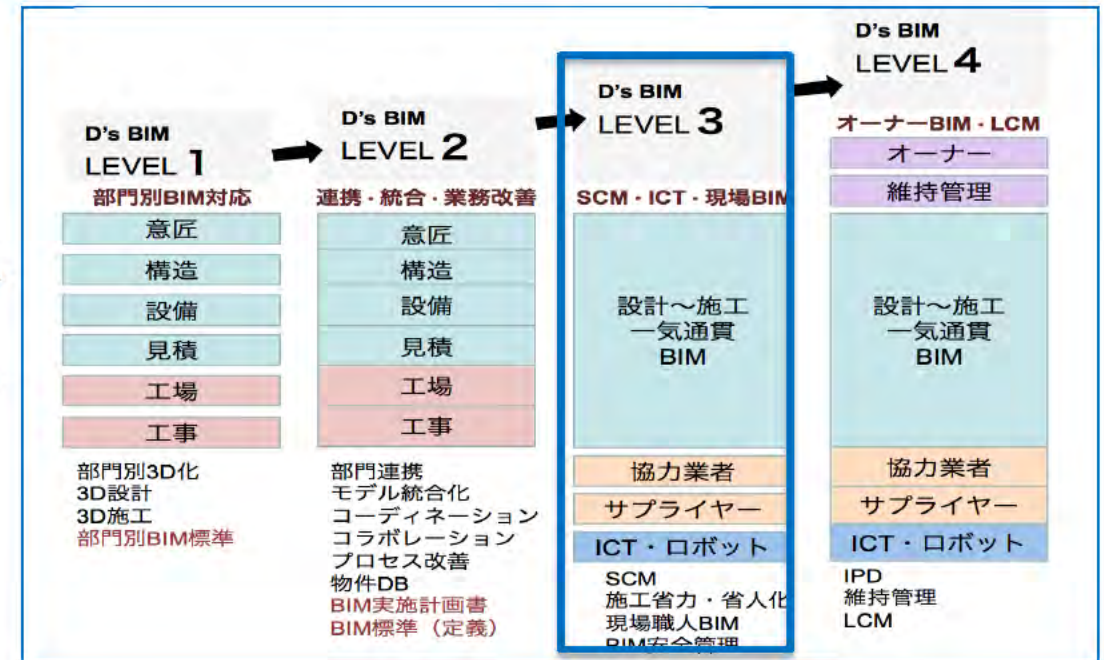 D's BIM
LEVEL 1
部門別BIM対応
意匠
構造
設備
見積
工場
工事
部門別3D化
3D設計
3D施工
部門別BIM標準
D's BIM
LEVEL 2
連携・統合・業務改善
意匠
構造
設備
見積
工場
工事
部門連携
モデル統合化
コーディネーション
コラボレーション
プロセス改善
物件DB
BIM実施計画書
BIM標準（定義）
D's BIM
LEVEL 3
SCM・ICT・現場BIM
設計～施工
一気通貫
BIM
協力業者
サプライヤー
ICT・ロボット
SCM
施工省力・省人化
現場職人BIM
BIM安全管理
D's BIM
LEVEL 4
オーナーBIM・LCM
オーナー
維持管理
設計～施工
一気通貫
BIM
協力業者
サプライヤー
ICT・ロボット
IPD
維持管理
LCM